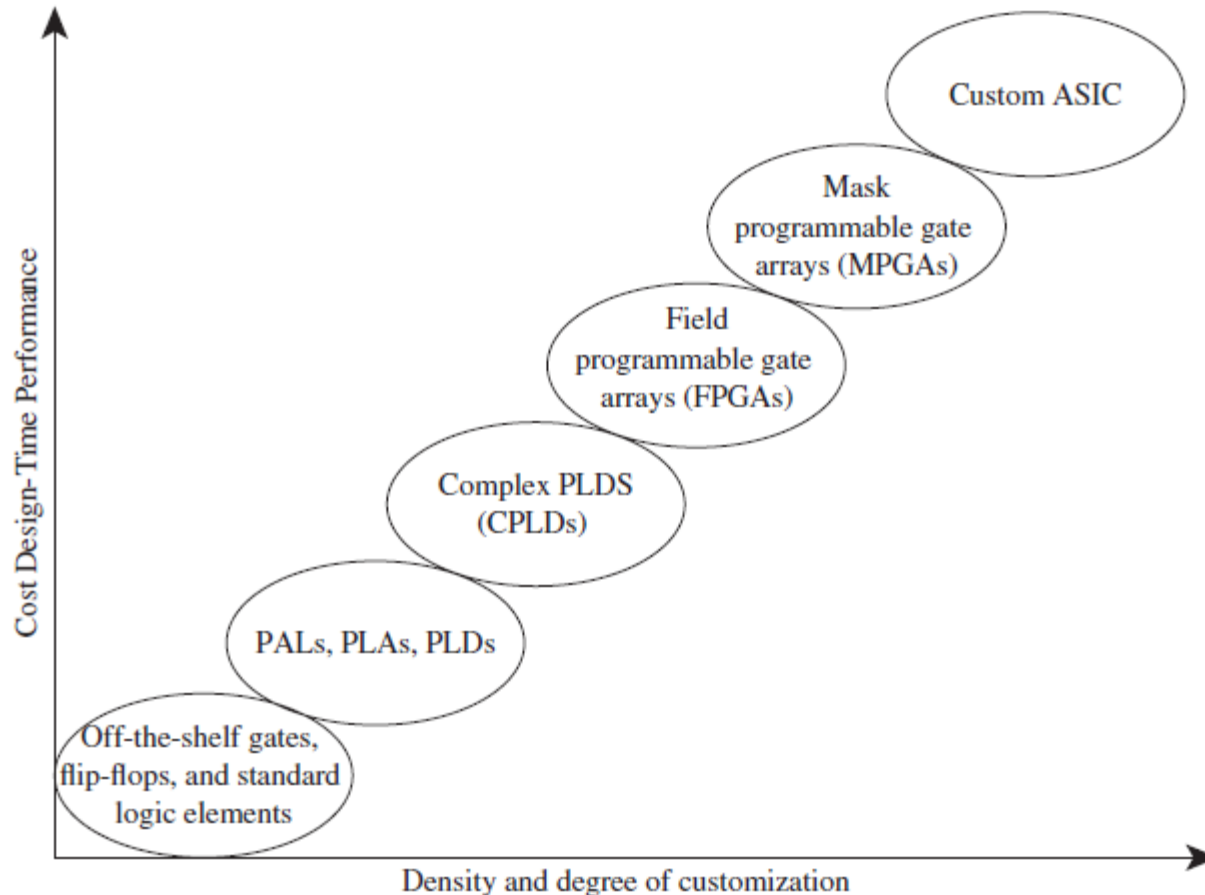 Custom ASIC
Mask
programmable gate
arrays (MPGAs)
Field
programmable gate
arrays (FPGAs)
Complex PLDS
(CPLDs)
PALs, PLAs, PLDs
Off-the-shelf gates,
flip-flops, and standard
logic elements
Cost Design-Time Performance
Density and degree of customization